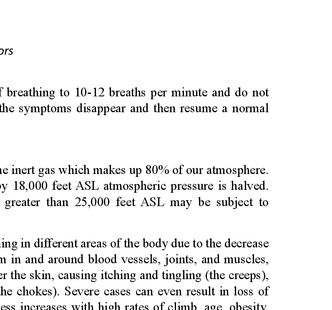 ors
f breathing to 10-12 breaths per minute and do not
the symptoms disappear and then resume a normal
ne inert gas which makes up 80% of our atmosphere.
by 18,000 feet ASL atmospheric pressure is halved.
greater than 25,000 feet ASL may be subject to
ing in different areas of the body due to the decrease
m in and around blood vessels, joints, and muscles,
er the skin, causing itching and tingling (the creeps),
he chokes). Severe cases can even result in loss of
ess increases with high rates of climb, age, obesity,